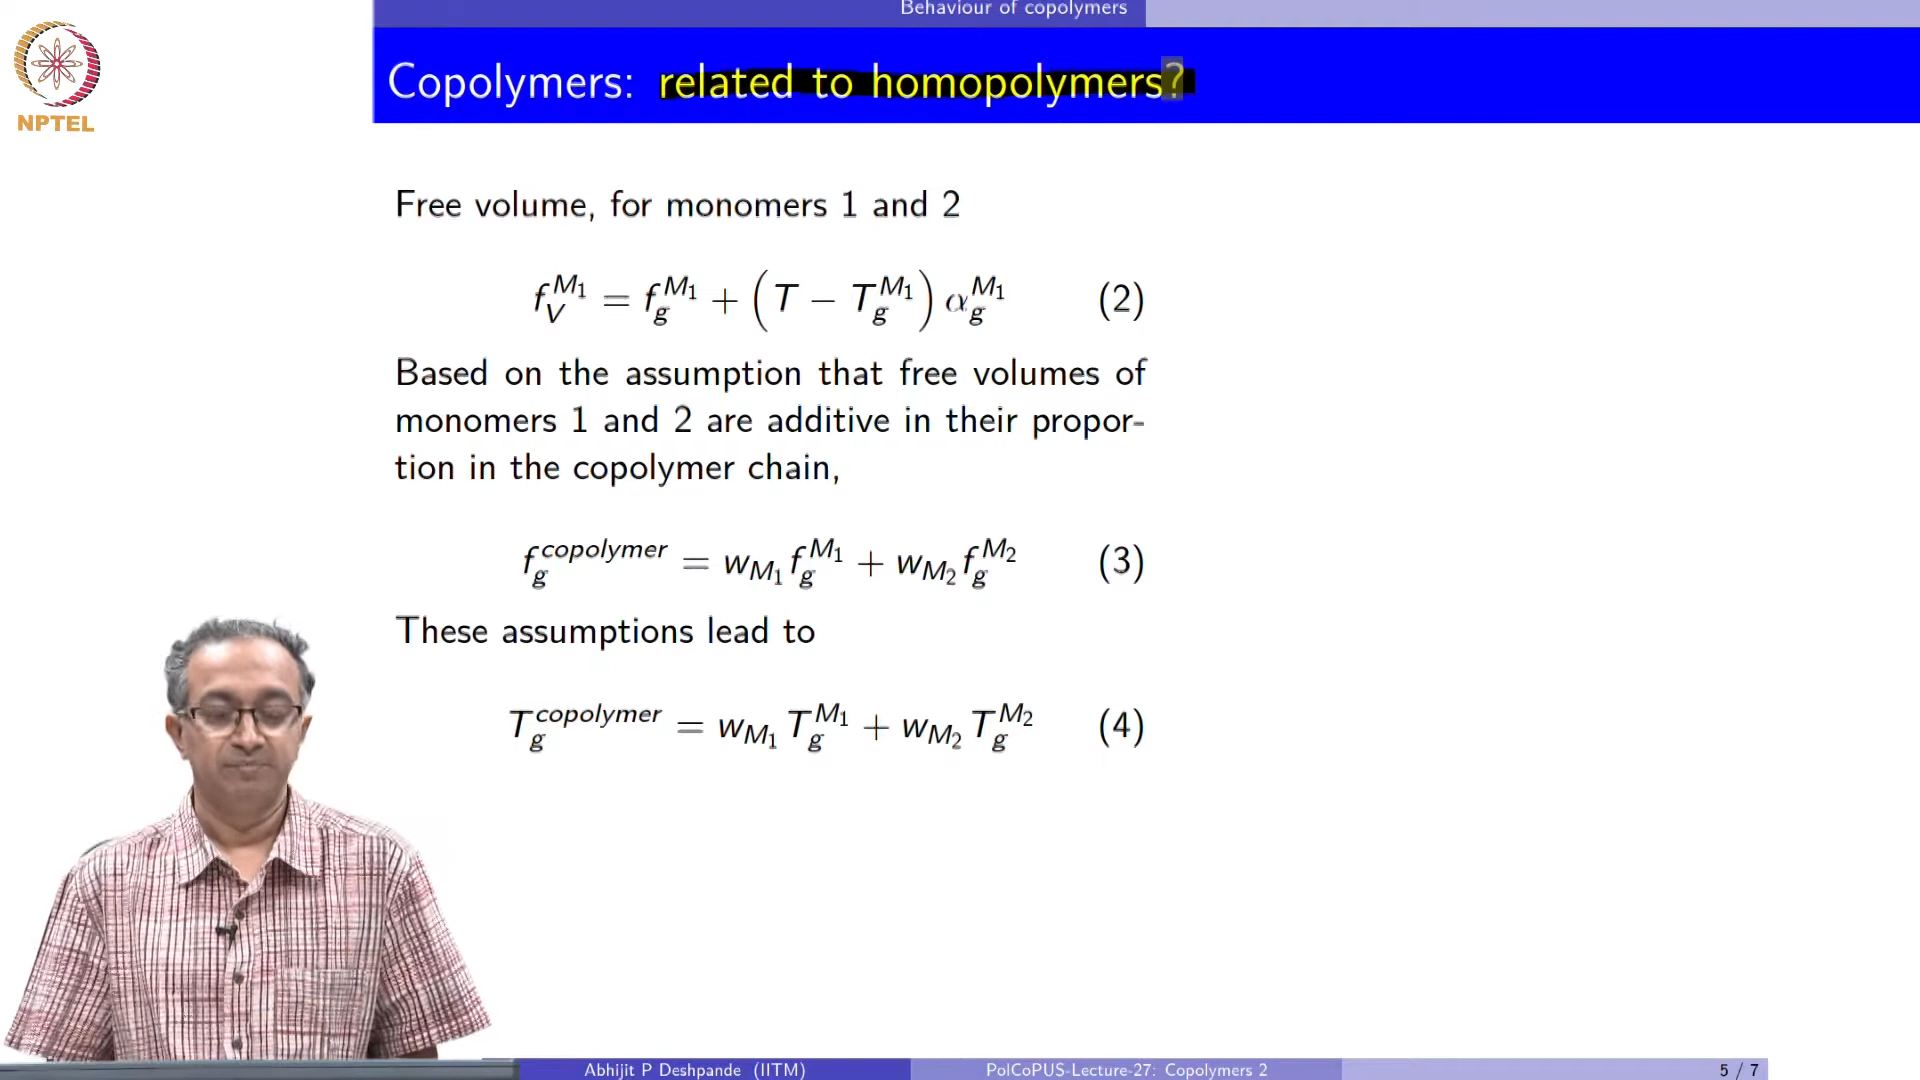 Behaviour of copolymers
NPTEL
Copolymers: related to homopolymers?
Free volume, for monomers 1 and 2
f_V^{M_1} = f_g^{M_1} + (T − T_g^{M_1}) α_g^{M_1} (2)
Based on the assumption that free volumes of
monomers 1 and 2 are additive in their propor-
tion in the copolymer chain,
f_g^{copolymer} = w_{M_1} f_g^{M_1} + w_{M_2} f_g^{M_2} (3)
These assumptions lead to
T_g^{copolymer} = w_{M_1} T_g^{M_1} + w_{M_2} T_g^{M_2} (4)
Abhijit P Deshpande (IITM) PolCoPUS-Lecture-27: Copolymers 2 5 / 7